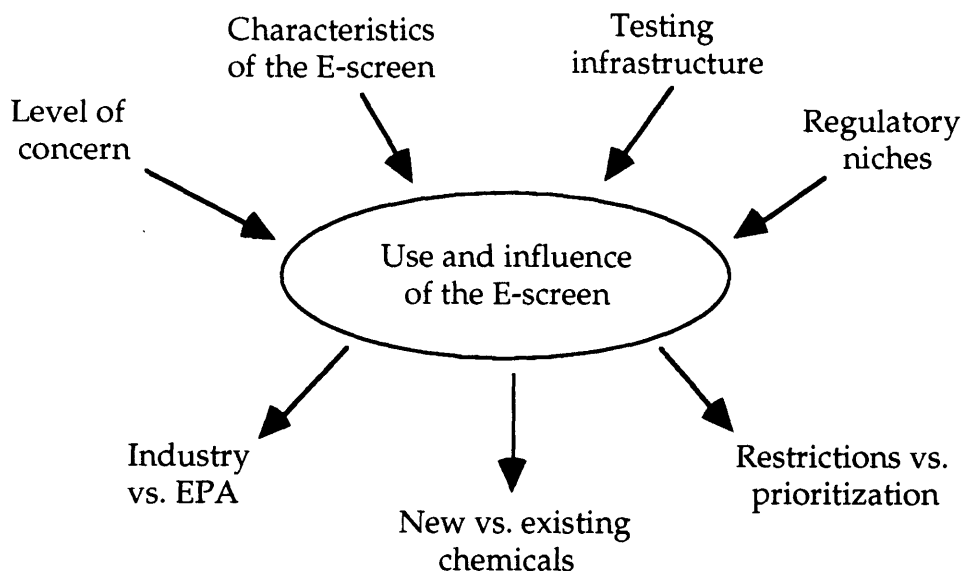 Characteristics
of the E-screen
Testing
infrastructure
Level of
concern
Regulatory
niches
Use and influence
of the E-screen
Industry
vs. EPA
New vs. existing
chemicals
Restrictions vs.
prioritization